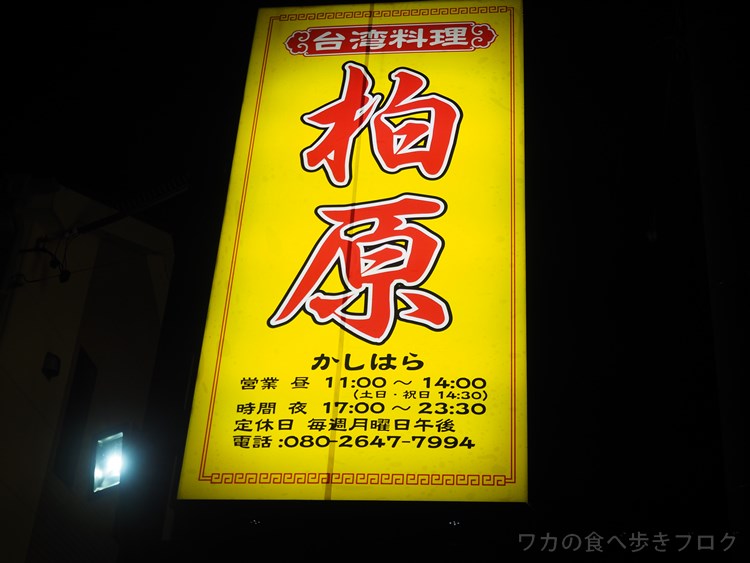 台湾料理
柏原
かしはら
営業 昼 11:00～14:00
(土日・祝日 14:30)
時間 夜 17:00～23:30
定休日 毎週月曜日午後
電話:080-2647-7994
ワカの食べ歩きブログ